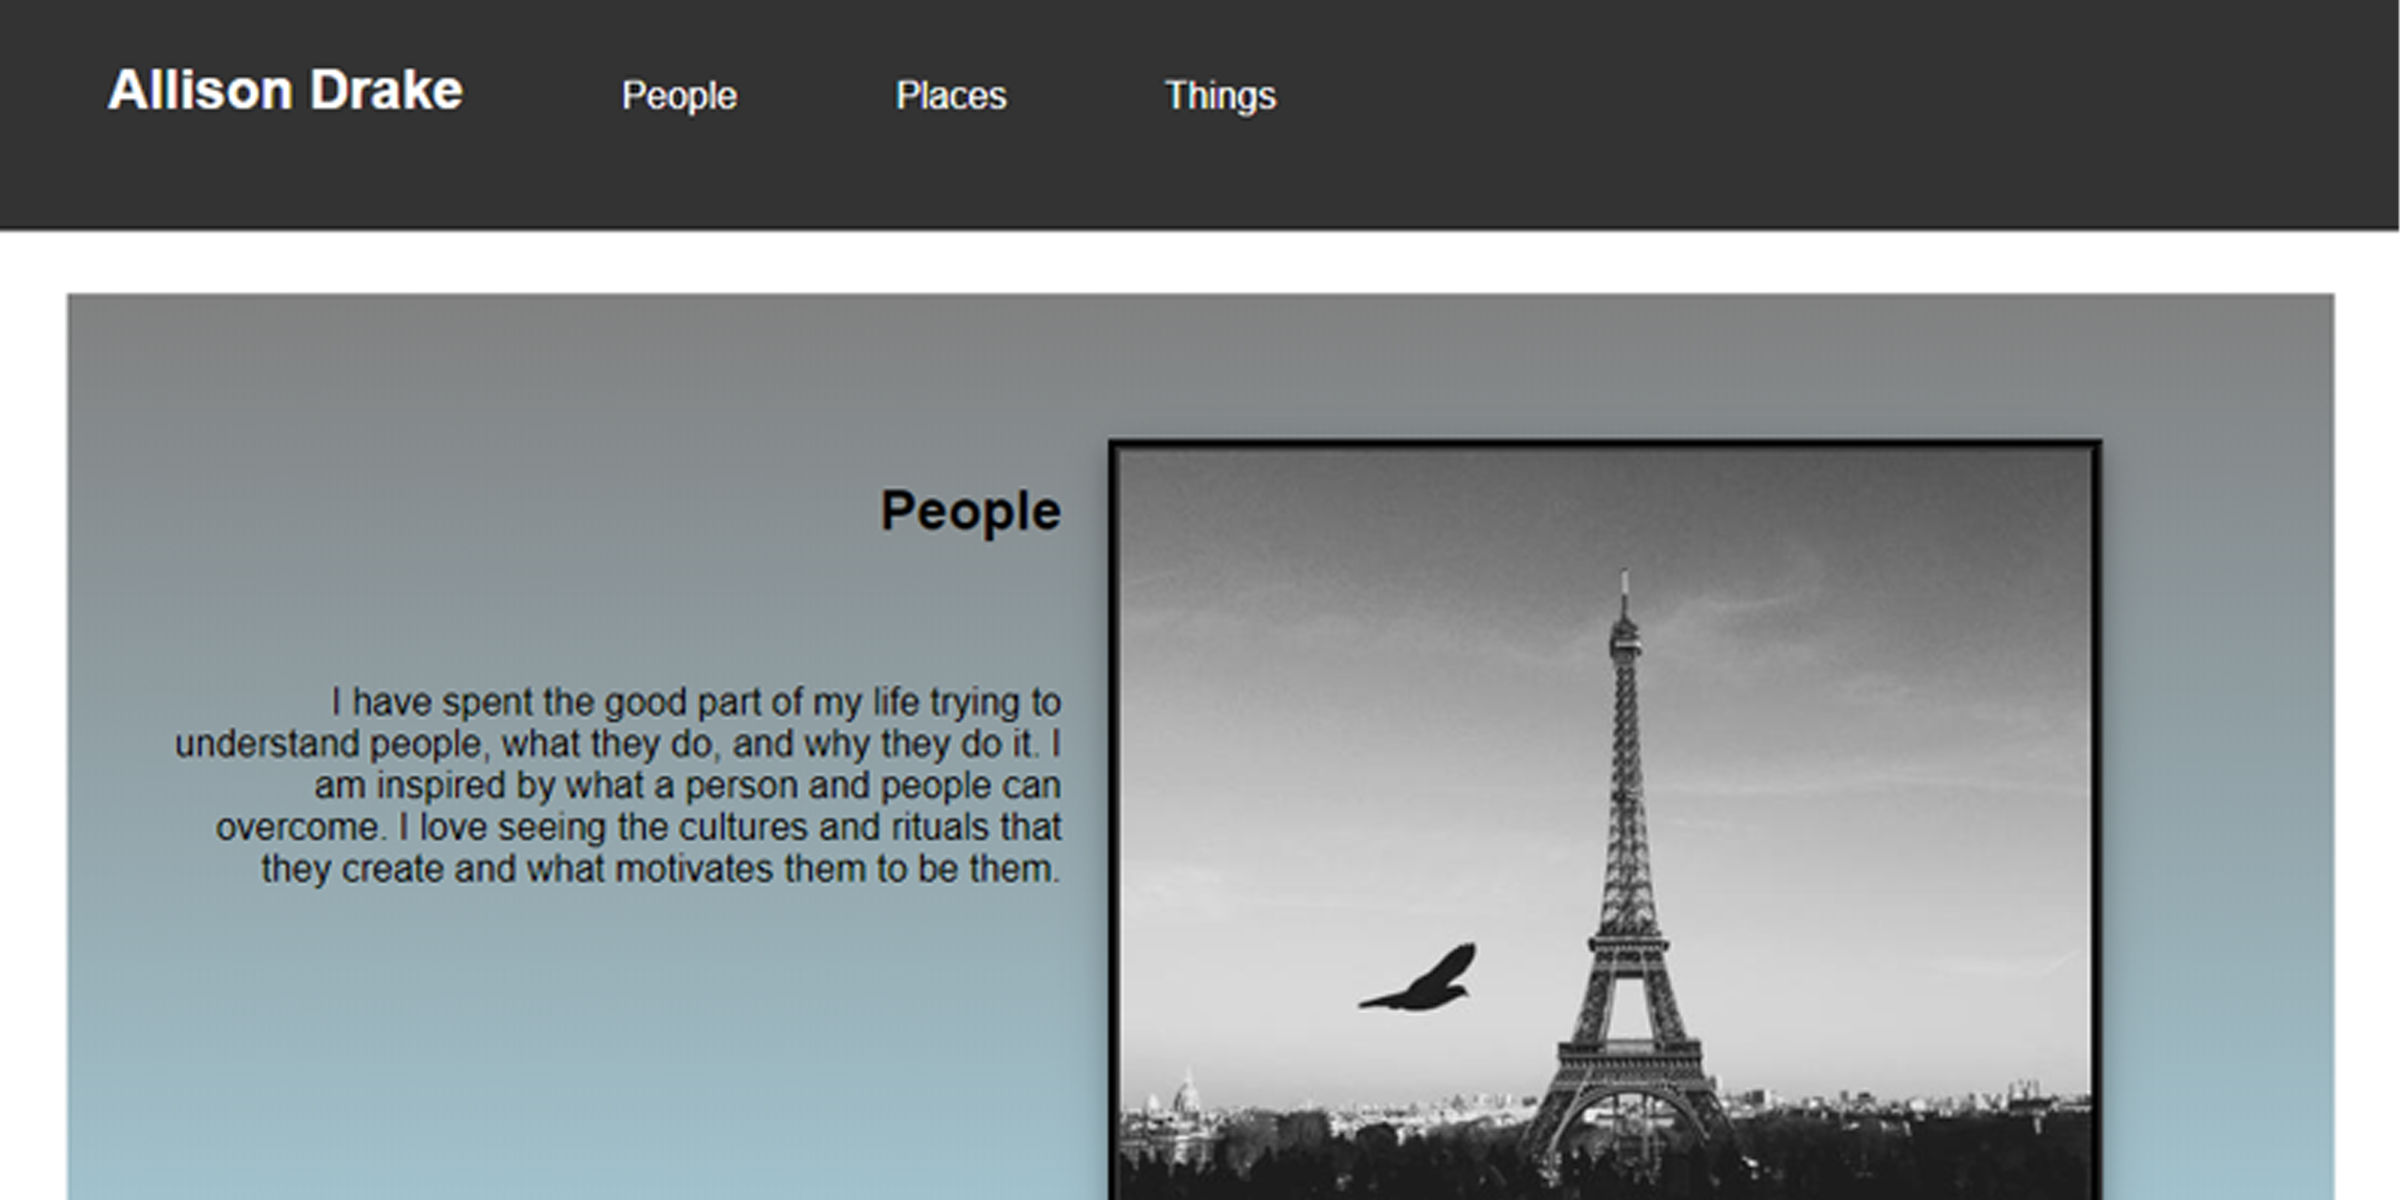 Allison Drake People Places Things
People
I have spent the good part of my life trying to
understand people, what they do, and why they do it. I
am inspired by what a person and people can
overcome. I love seeing the cultures and rituals that
they create and what motivates them to be them.